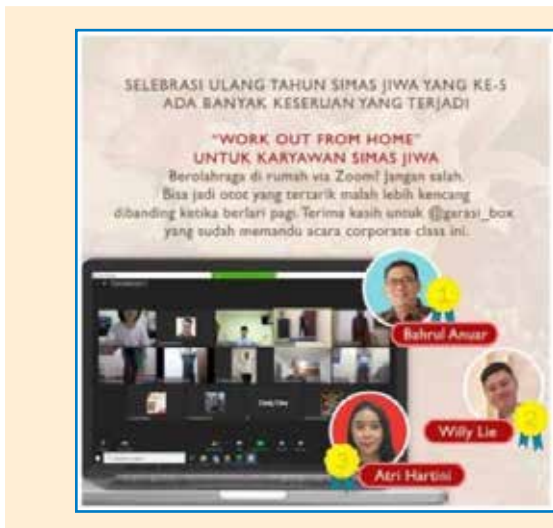 SELEBRASI ULANG TAHUN SIMAS JIWA YANG KE-5
ADA BANYAK KESERUAN YANG TERJADI
"WORK OUT FROM HOME"
UNTUK KARYAWAN SIMAS JIWA
Berolahraga di rumah via Zoom? Jangan salah.
Bisa jadi otot yang tertarik malah lebih kencang
dibanding ketika berlari pagi. Terima kasih untuk @garasi_box
yang sudah memandu acara corporate class ini.
1
Bahrul Anuar
2
Willy Lie
3
Atri Hartini